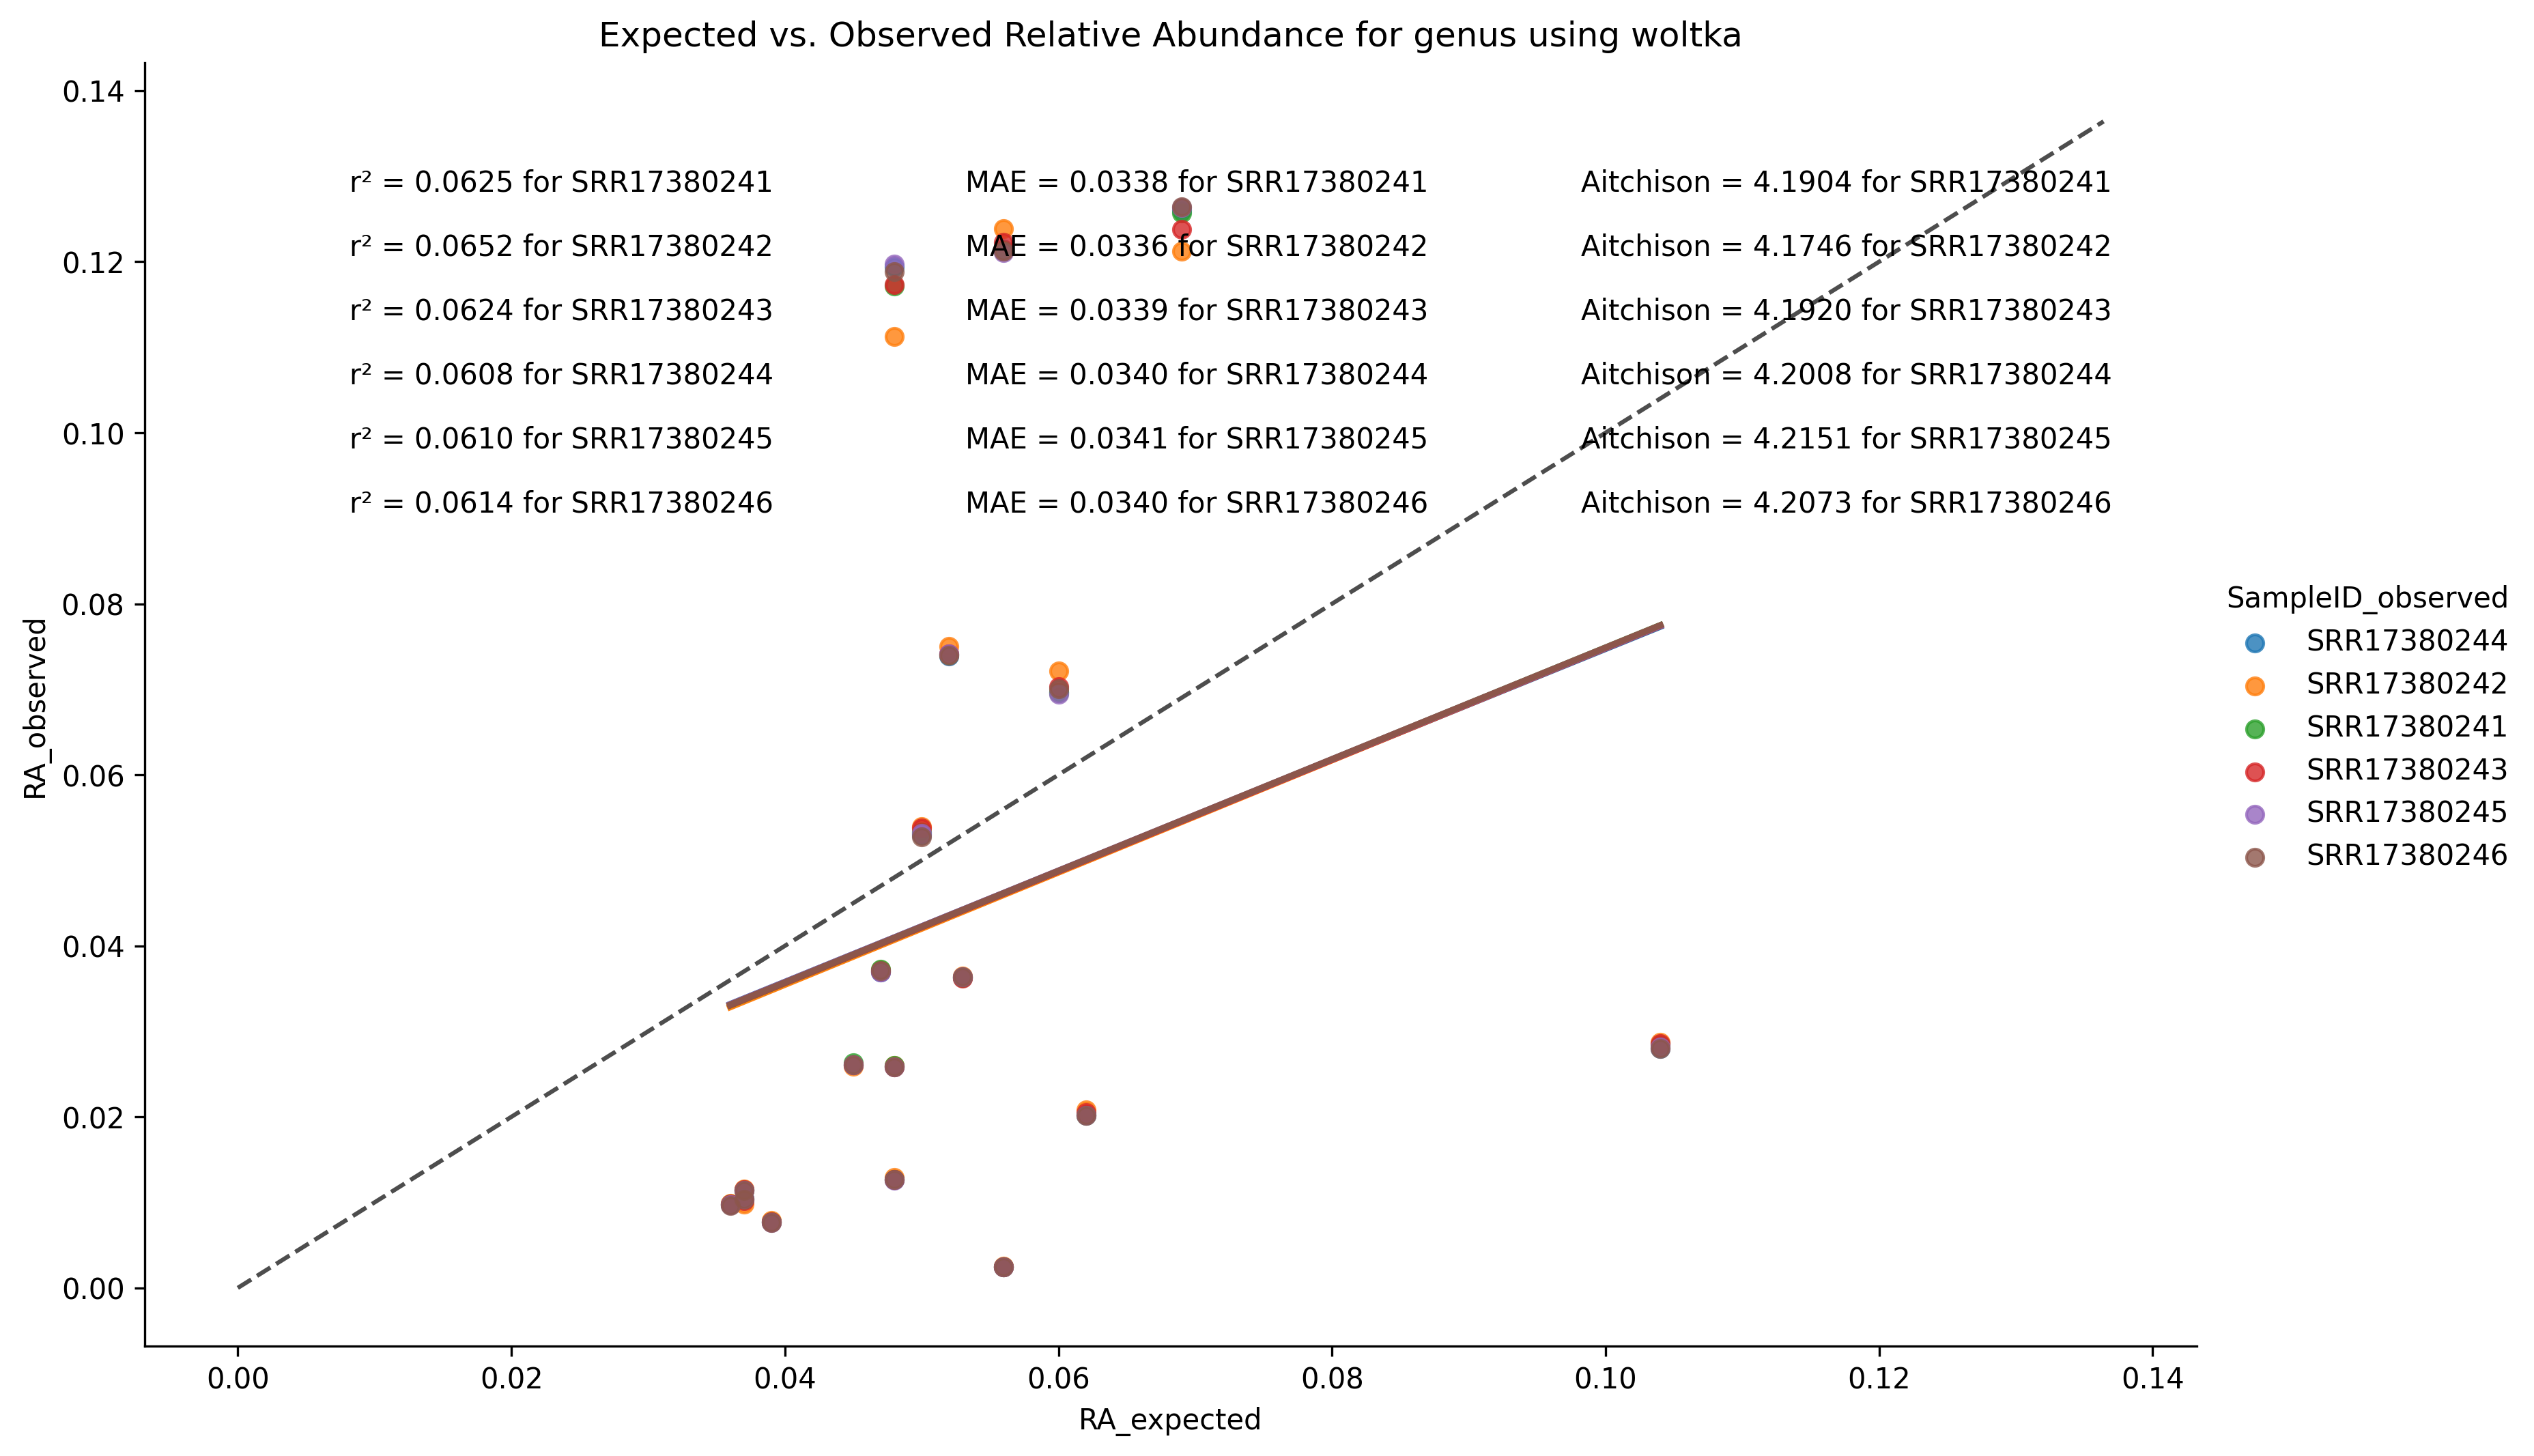 Expected vs. Observed Relative Abundance for genus using woltka
0.14
0.12
0.10
0.08
0.06
0.04
0.02
0.00
RA_observed
r² = 0.0625 for SRR17380241 MAE = 0.0338 for SRR17380241 Aitchison = 4.1904 for SRR17380241
r² = 0.0652 for SRR17380242 MAE = 0.0336 for SRR17380242 Aitchison = 4.1746 for SRR17380242
r² = 0.0624 for SRR17380243 MAE = 0.0339 for SRR17380243 Aitchison = 4.1920 for SRR17380243
r² = 0.0608 for SRR17380244 MAE = 0.0340 for SRR17380244 Aitchison = 4.2008 for SRR17380244
r² = 0.0610 for SRR17380245 MAE = 0.0341 for SRR17380245 Aitchison = 4.2151 for SRR17380245
r² = 0.0614 for SRR17380246 MAE = 0.0340 for SRR17380246 Aitchison = 4.2073 for SRR17380246
SampleID_observed
SRR17380244
SRR17380242
SRR17380241
SRR17380243
SRR17380245
SRR17380246
0.00 0.02 0.04 0.06 0.08 0.10 0.12 0.14
RA_expected